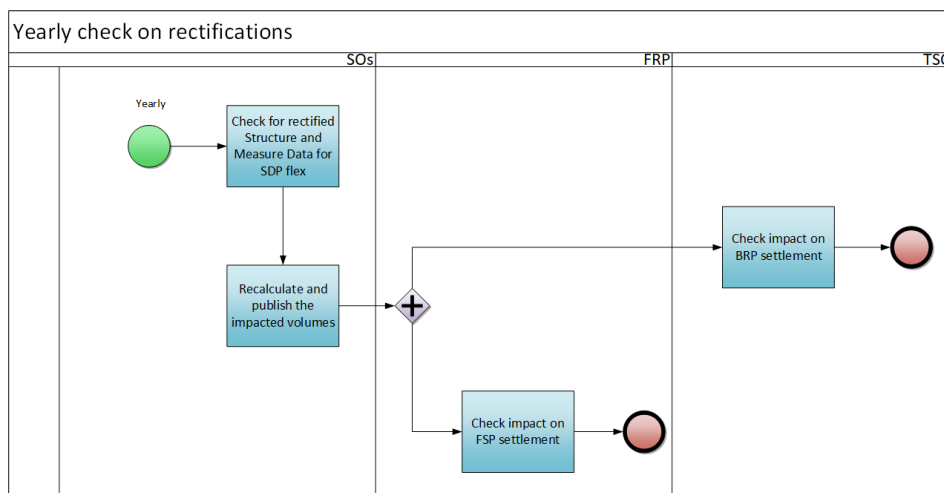 Yearly check on rectifications
SOs
FRP
Yearly
Check for rectified
Structure and
Measure Data for
SDP flex
Check impact on
BRP settlement
Recalculate and
publish the
impacted volumes
Check impact on
FSP settlement